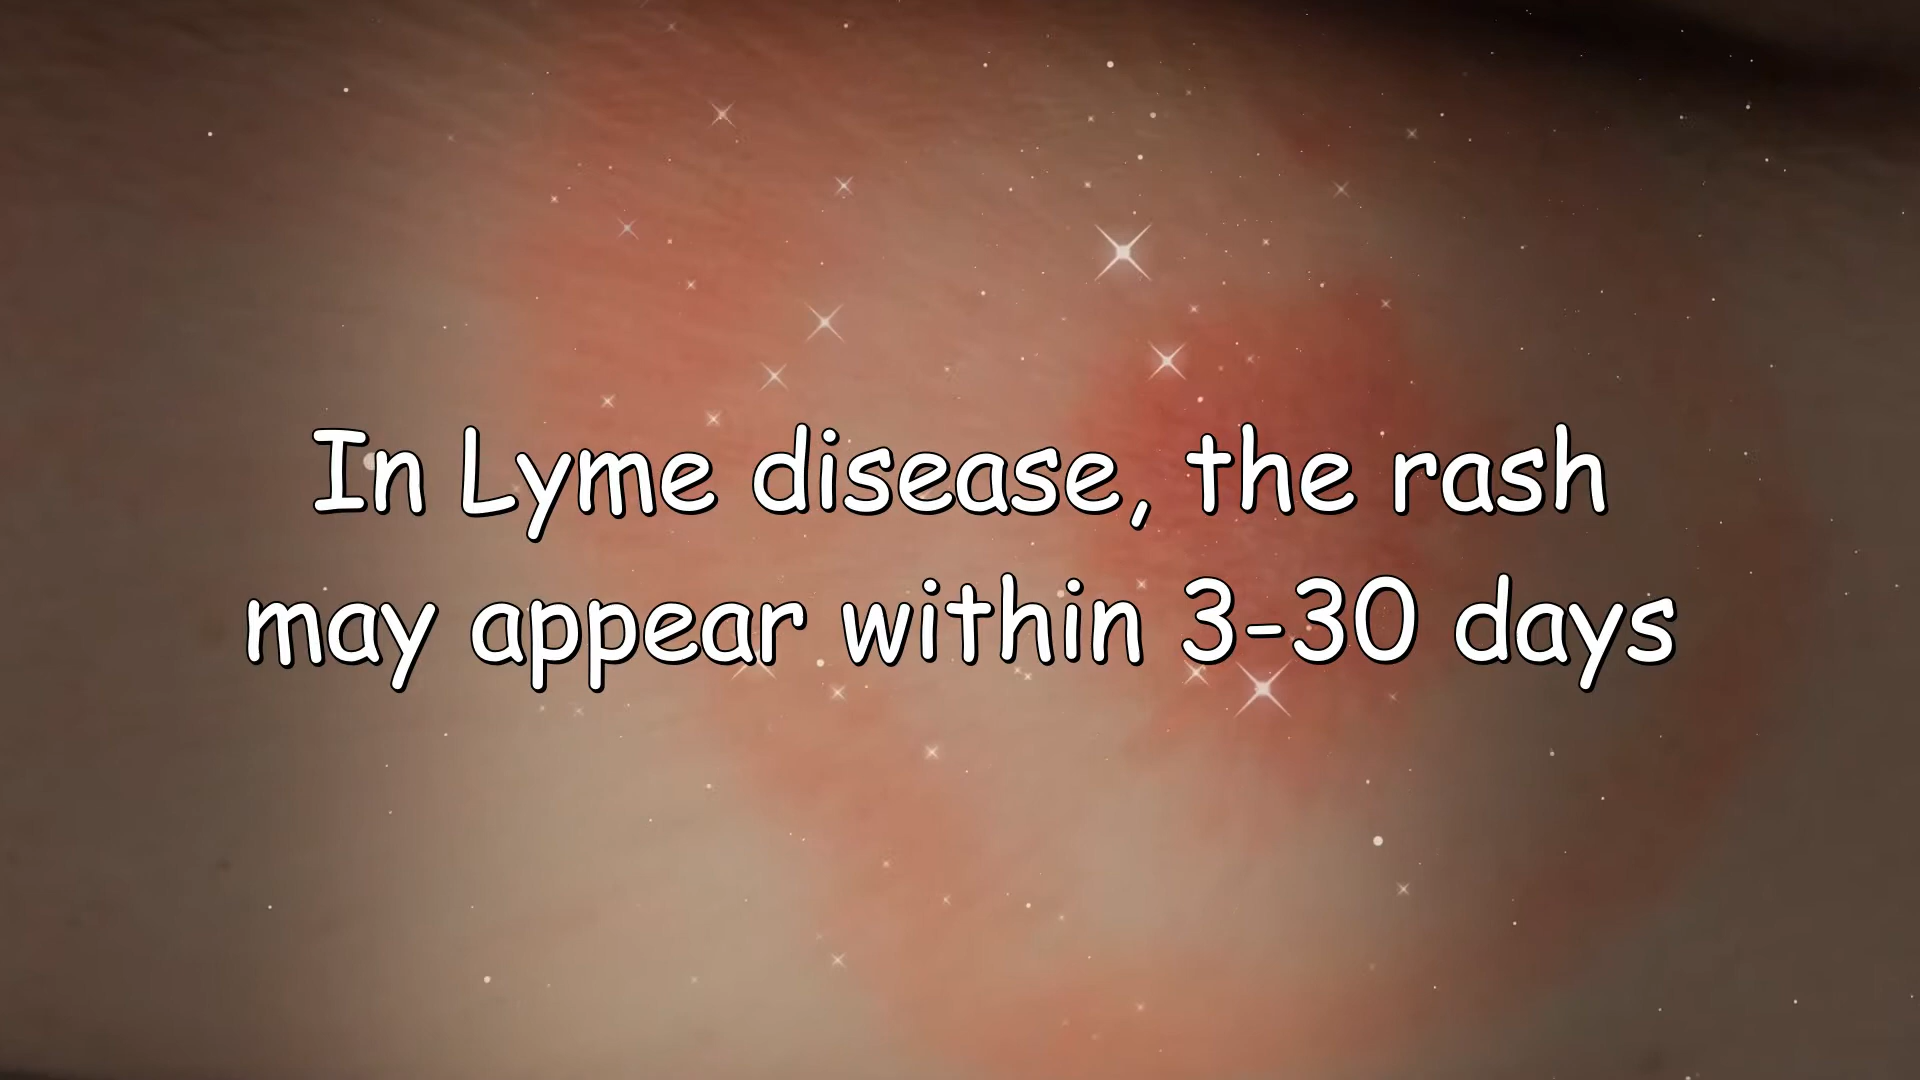 In Lyme disease, the rash
may appear within 3-30 days